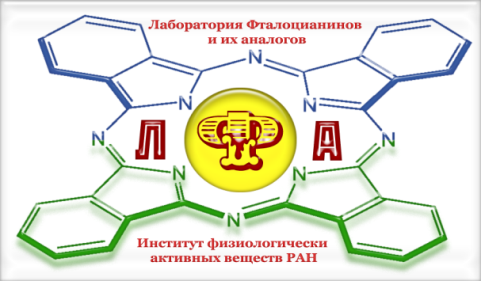 Лаборатория Фталоцианинов
и их аналогов
N
N N
N N
Л Ф А
N N
N
Институт физиологически
активных веществ РАН